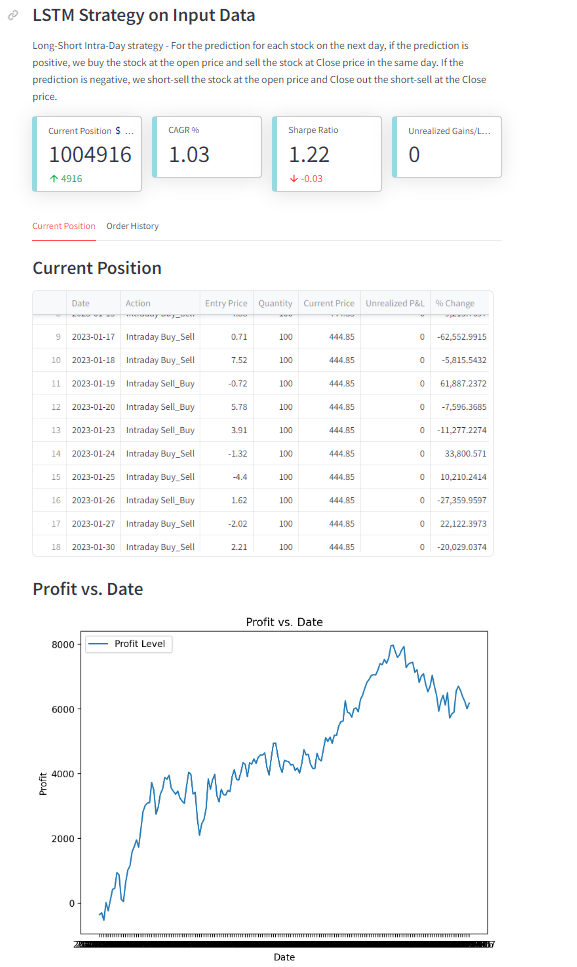 LSTM Strategy on Input Data
Long-Short Intra-Day strategy - For the prediction for each stock on the next day, if the prediction is
positive, we buy the stock at the open price and sell the stock at Close price in the same day. If the
prediction is negative, we short-sell the stock at the open price and Close out the short-sell at the Close
price.
Current Position $ ... CAGR % Sharpe Ratio Unrealized Gains/L...
1004916 1.03 1.22 0
↑ 4916 ↓ -0.03
Current Position Order History
Current Position
Date Action Entry Price Quantity Current Price Unrealized P&L % Change
9 2023-01-17 Intraday Buy_Sell 0.71 100 444.85 0 -62,552.9915
10 2023-01-18 Intraday Buy_Sell 7.52 100 444.85 0 -5,815.5432
11 2023-01-19 Intraday Sell_Buy -0.72 100 444.85 0 61,887.2372
12 2023-01-20 Intraday Sell_Buy 5.78 100 444.85 0 -7,596.3685
13 2023-01-23 Intraday Sell_Buy 3.91 100 444.85 0 -11,277.2274
14 2023-01-24 Intraday Buy_Sell -1.32 100 444.85 0 33,800.571
15 2023-01-25 Intraday Buy_Sell -4.4 100 444.85 0 10,210.2414
16 2023-01-26 Intraday Sell_Buy 1.62 100 444.85 0 -27,359.9597
17 2023-01-27 Intraday Buy_Sell -2.02 100 444.85 0 22,122.3973
18 2023-01-30 Intraday Buy_Sell 2.21 100 444.85 0 -20,029.0374
Profit vs. Date
Profit vs. Date
Profit Level
8000
6000
4000
2000
0
Profit
Date